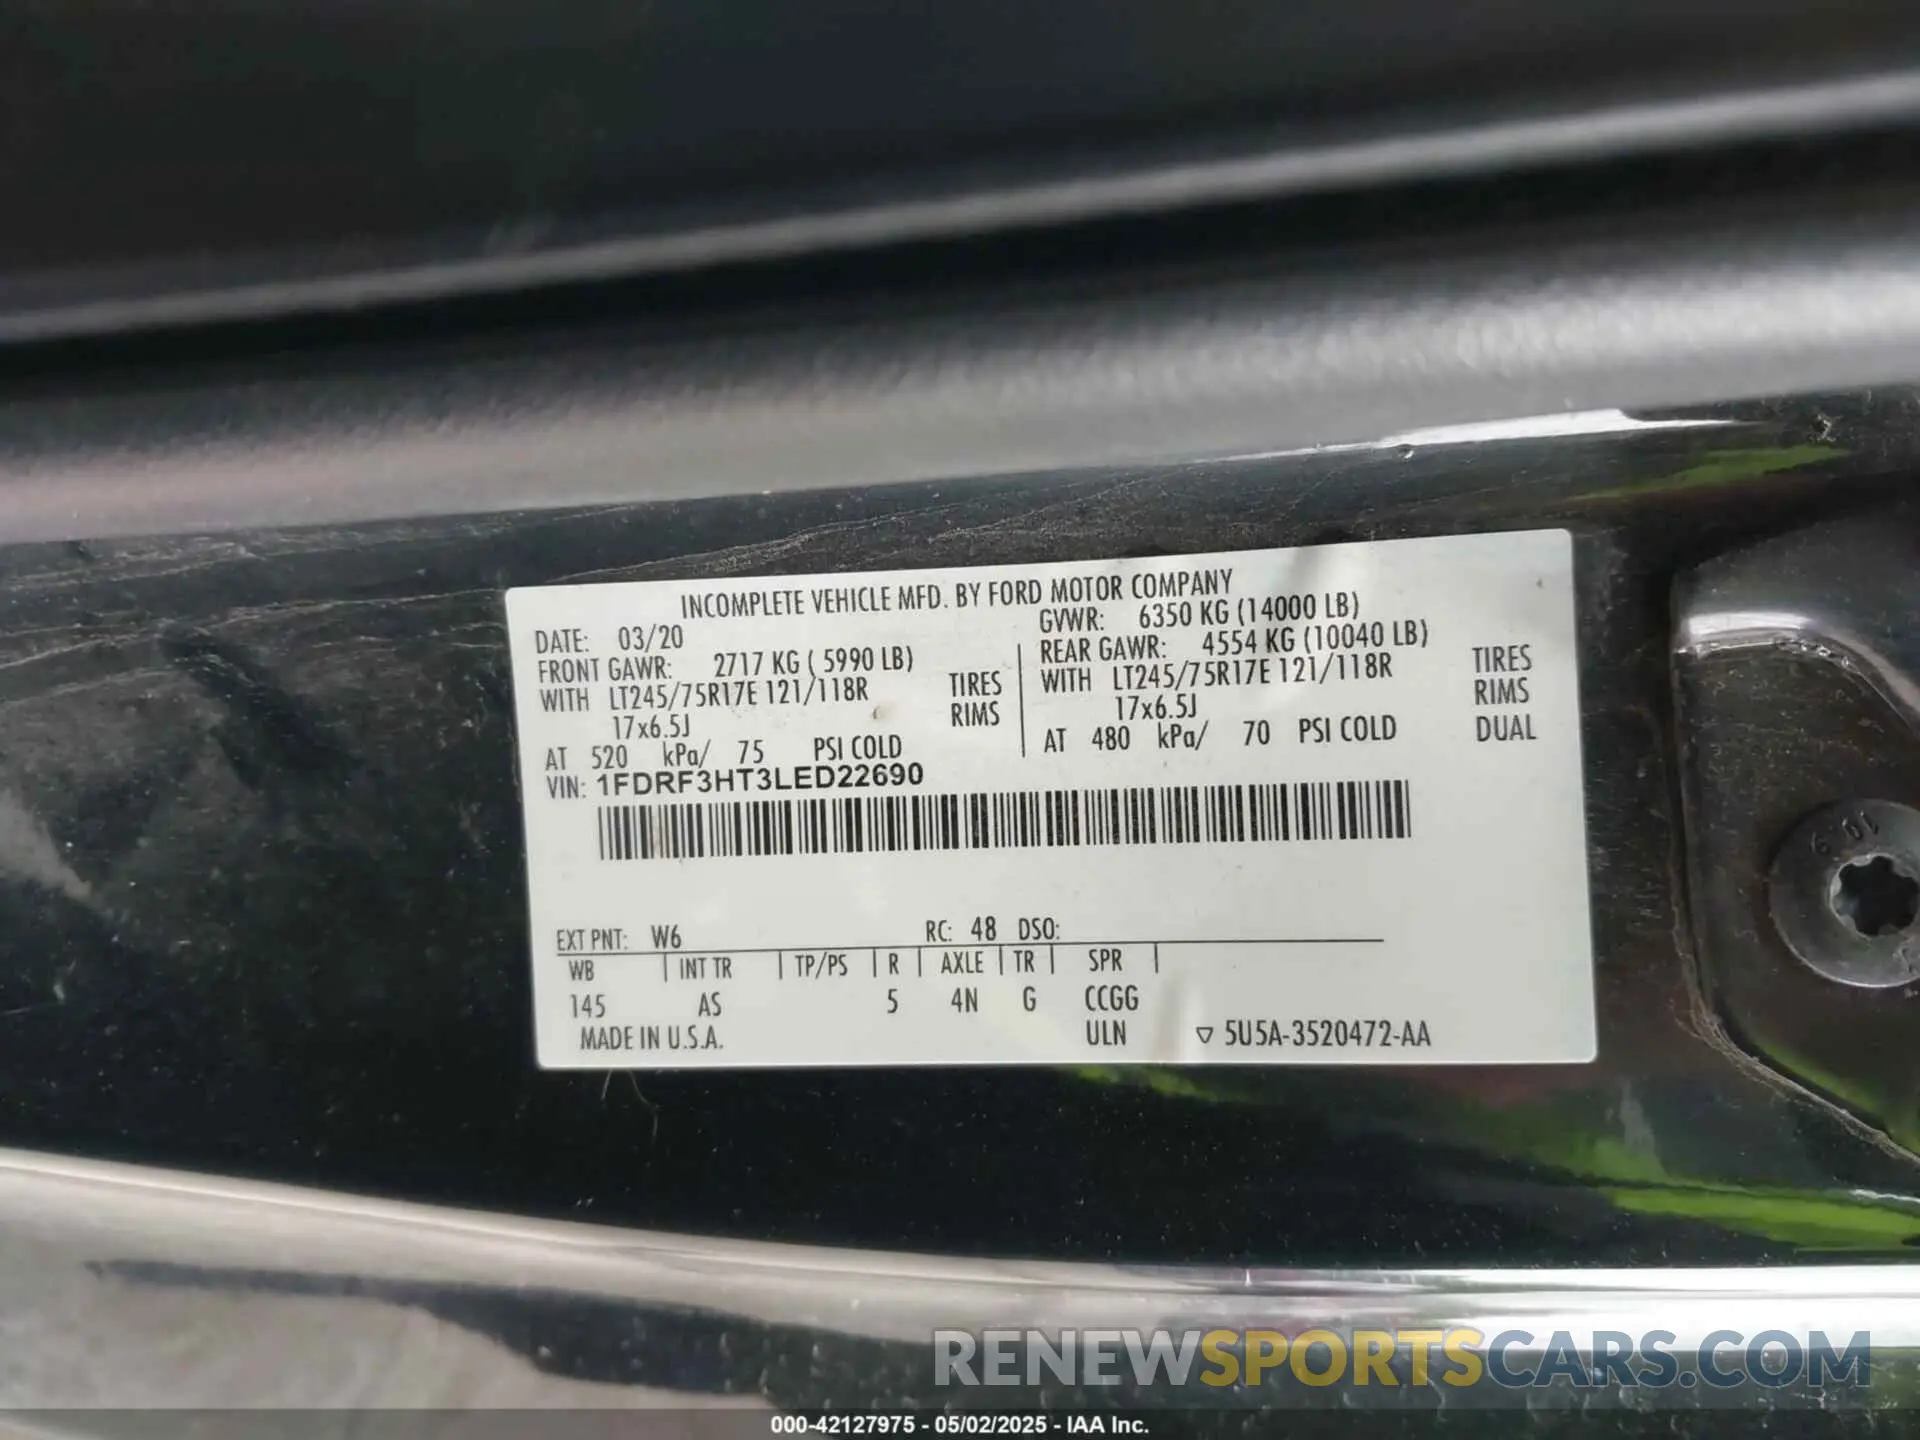 INCOMPLETE VEHICLE MFD. BY FORD MOTOR COMPANY
DATE: 03/20 GVWR: 6350 KG (14000 LB)
FRONT GAWR: 2717 KG ( 5990 LB) REAR GAWR: 4554 KG (10040 LB)
WITH LT245/75R17E 121/118R TIRES WITH LT245/75R17E 121/118R TIRES
17x6.5J RIMS 17x6.5J RIMS
AT 520 kPa/ 75 PSI COLD AT 480 kPa/ 70 PSI COLD DUAL
VIN: 1FDRF3HT3LED22690
EXT PNT: W6 RC: 48 DSO:
WB INT TR TP/PS R AXLE TR SPR
145 AS 5 4N G CCGG
MADE IN U.S.A. ULN ▽ 5U5A-3520472-AA
10.9
RENEWSPORTSCARS.COM
000-42127975 - 05/02/2025 - IAA Inc.